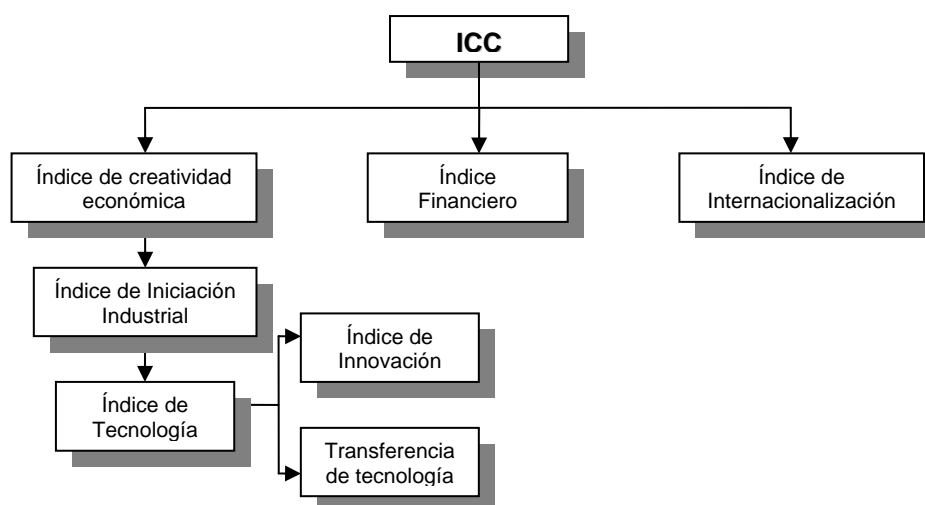 ICC
Índice de creatividad
económica
Índice
Financiero
Índice de
Internacionalización
Índice de Iniciación
Industrial
Índice de
Innovación
Índice de
Tecnología
Transferencia
de tecnología